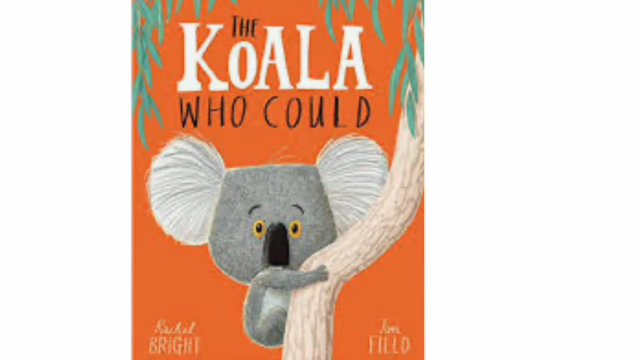 THE
KOALA
WHO COULD
Rachel
BRIGHT
Jim
FIELD